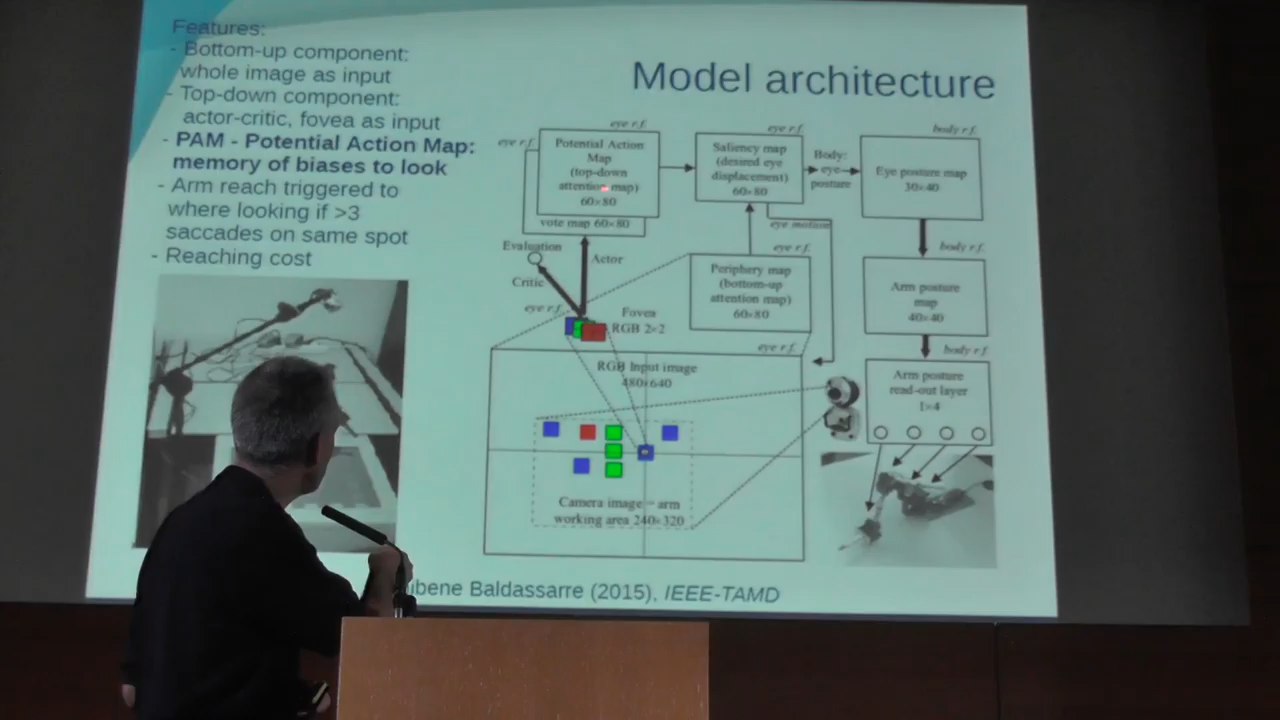 Features:
- Bottom-up component:
whole image as input
- Top-down component:
actor-critic, fovea as input
- PAM - Potential Action Map:
memory of biases to look
- Arm reach triggered to
where looking if >3
saccades on same spot
- Reaching cost
Model architecture
eye r.f.
eye r.f.
Potential Action
Map
(top-down
attention map)
60×80
vote map 60×80
eye r.f.
Saliency map
(desired eye
displacement)
60×80
Body:
eye
posture
body r.f.
Eye posture map
30×40
eye motion
Evaluation
Actor
Critic
eye r.f.
Fovea
RGB 2×2
eye r.f.
Periphery map
(bottom-up
attention map)
60×80
body r.f.
Arm posture
map
40×40
eye r.f.
RGB Input image
480×640
body r.f.
Arm posture
read-out layer
1×4
Camera image = arm
working area 240×320
Baldassarre (2015), IEEE-TAMD